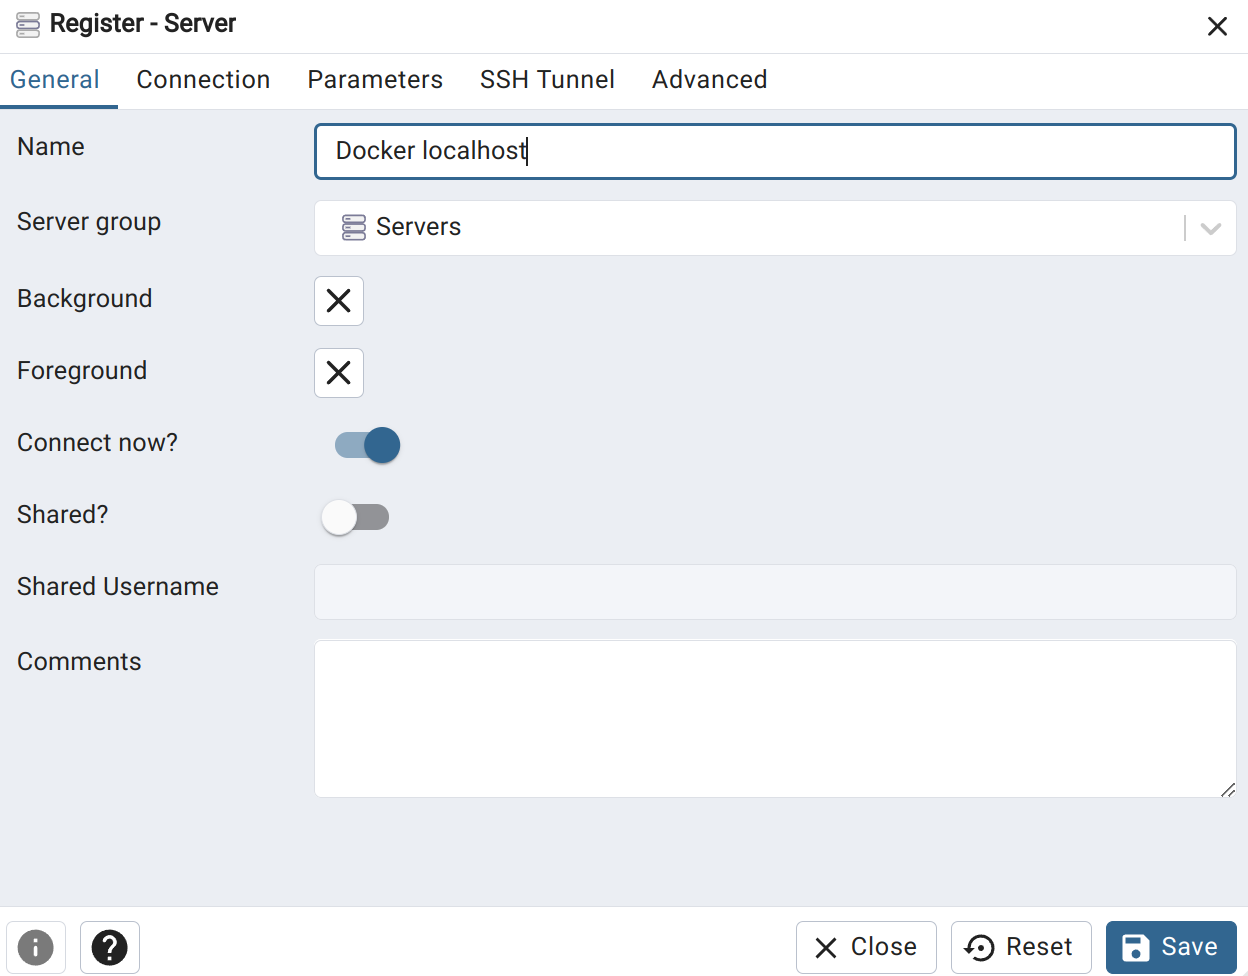 Register - Server
General Connection Parameters SSH Tunnel Advanced
Name Docker localhost
Server group Servers
Background
Foreground
Connect now?
Shared?
Shared Username
Comments
Close Reset Save